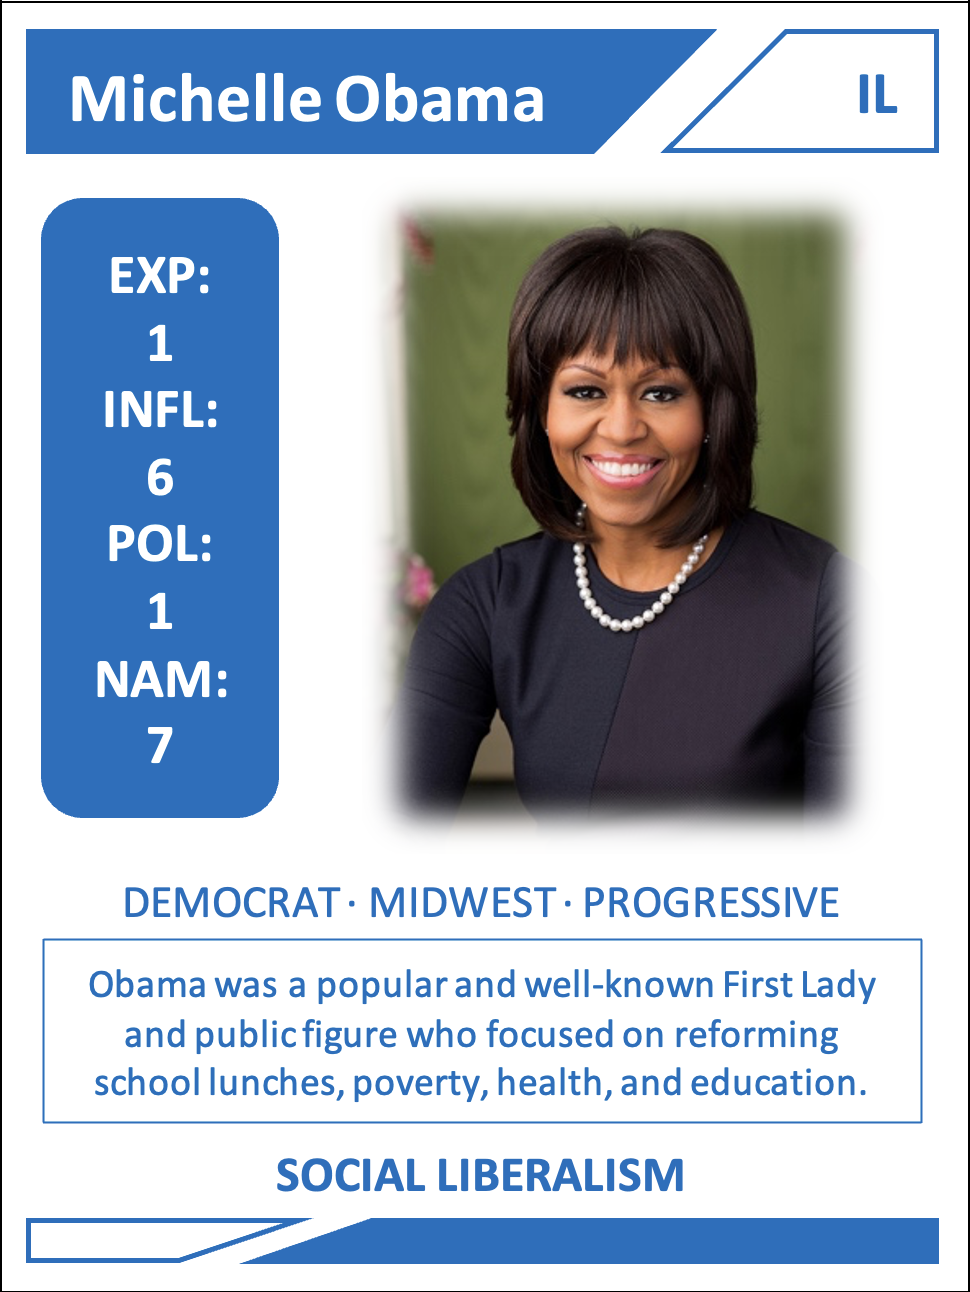 Michelle Obama
IL
EXP:
1
INFL:
6
POL:
1
NAM:
7
DEMOCRAT · MIDWEST · PROGRESSIVE
Obama was a popular and well-known First Lady
and public figure who focused on reforming
school lunches, poverty, health, and education.
SOCIAL LIBERALISM